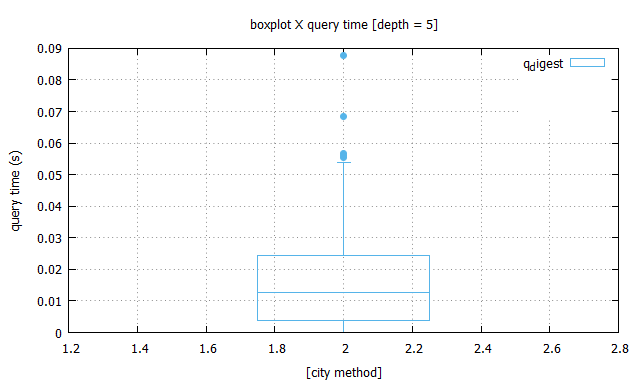 boxplot X query time [depth = 5]
0.09
0.08
0.07
0.06
0.05
0.04
0.03
0.02
0.01
0
query time (s)
qdigest
1.2 1.4 1.6 1.8 2 2.2 2.4 2.6 2.8
[city method]